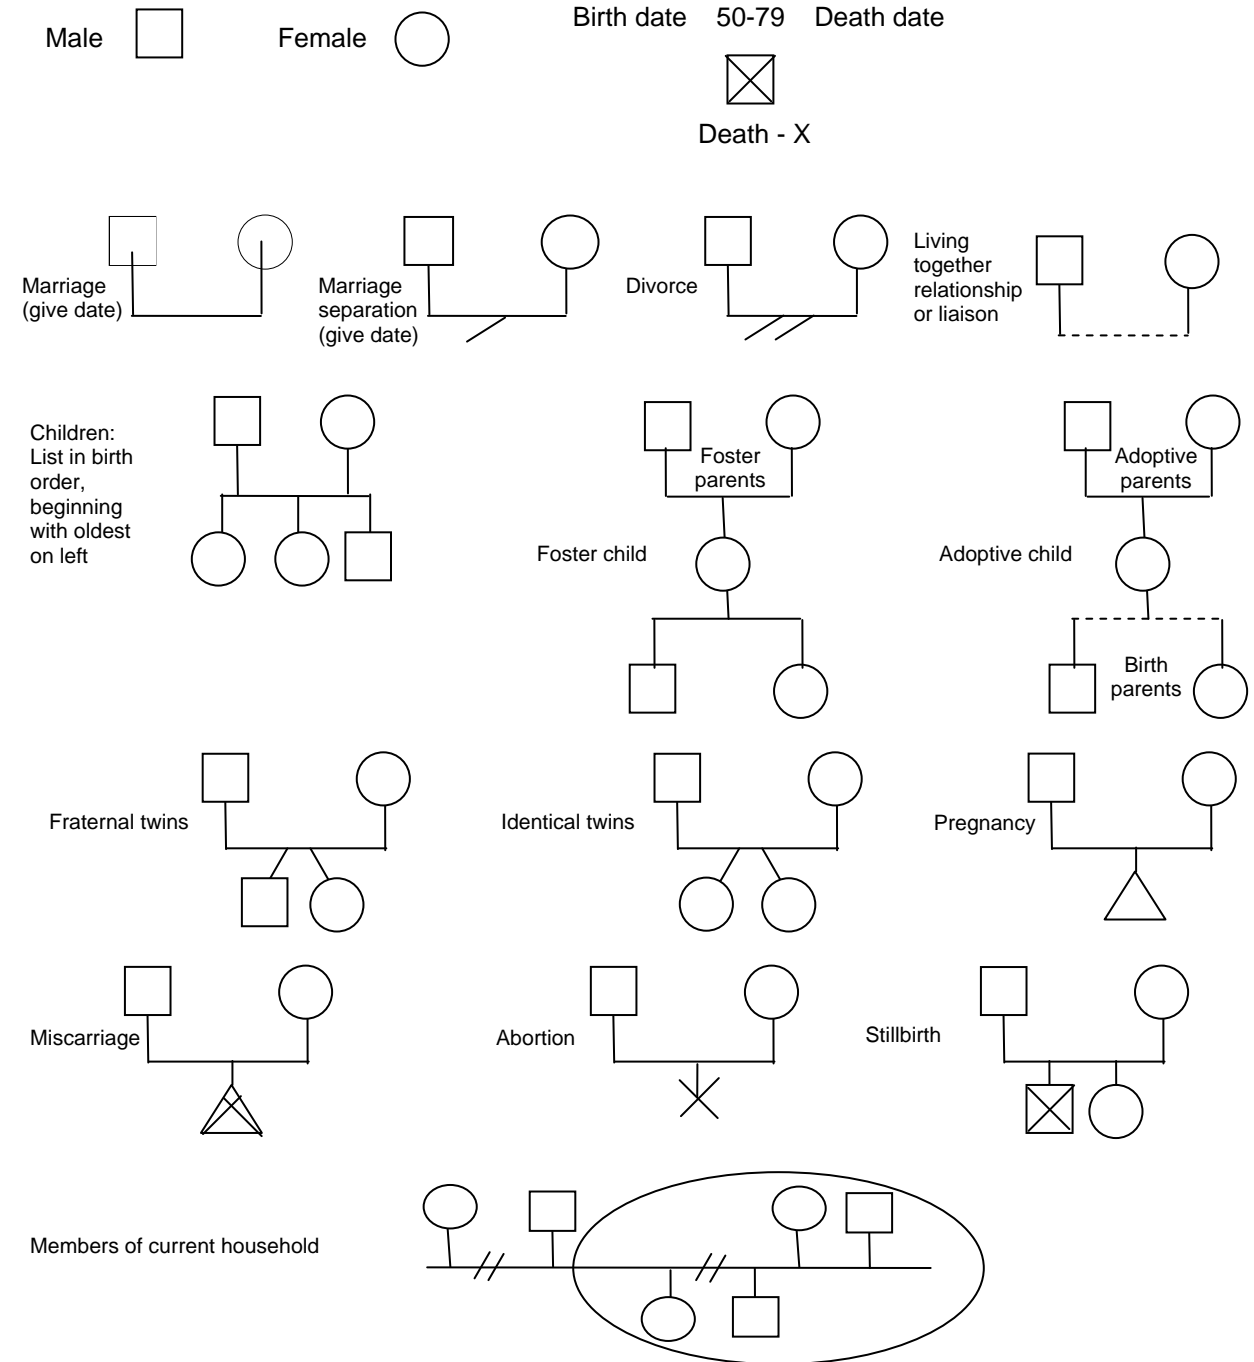 Male
Female
Birth date 50-79 Death date
Death - X
Marriage
(give date)
Marriage
separation
(give date)
Divorce
Living
together
relationship
or liaison
Children:
List in birth
order,
beginning
with oldest
on left
Foster
parents
Foster child
Adoptive
parents
Adoptive child
Birth
parents
Fraternal twins
Identical twins
Pregnancy
Miscarriage
Abortion
Stillbirth
Members of current household